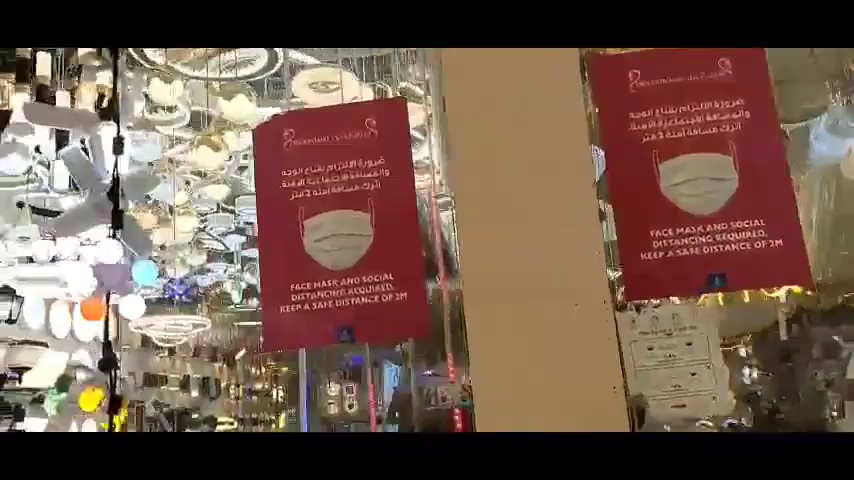 ضرورة الالتزام بقناع الوجه
والمسافة الاجتماعية الامنة.
اترك مسافة آمنة 2 متر
FACE MASK AND SOCIAL
DISTANCING REQUIRED.
KEEP A SAFE DISTANCE OF 2M
ضرورة الالتزام بقناع الوجه
والمسافة الاجتماعية الامنة.
اترك مسافة آمنة 2 متر
FACE MASK AND SOCIAL
DISTANCING REQUIRED.
KEEP A SAFE DISTANCE OF 2M